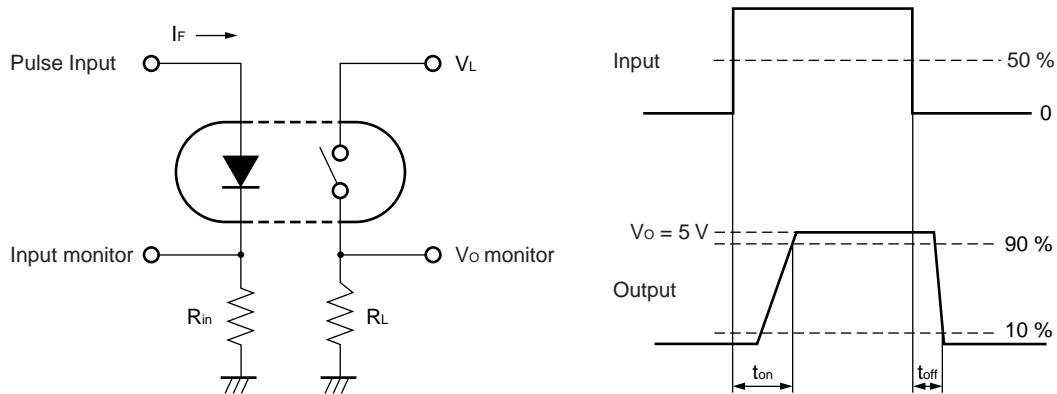 IF
Pulse Input
VL
Input monitor
VO monitor
Rin
RL
Input
50 %
0
VO = 5 V
90 %
Output
10 %
ton
toff